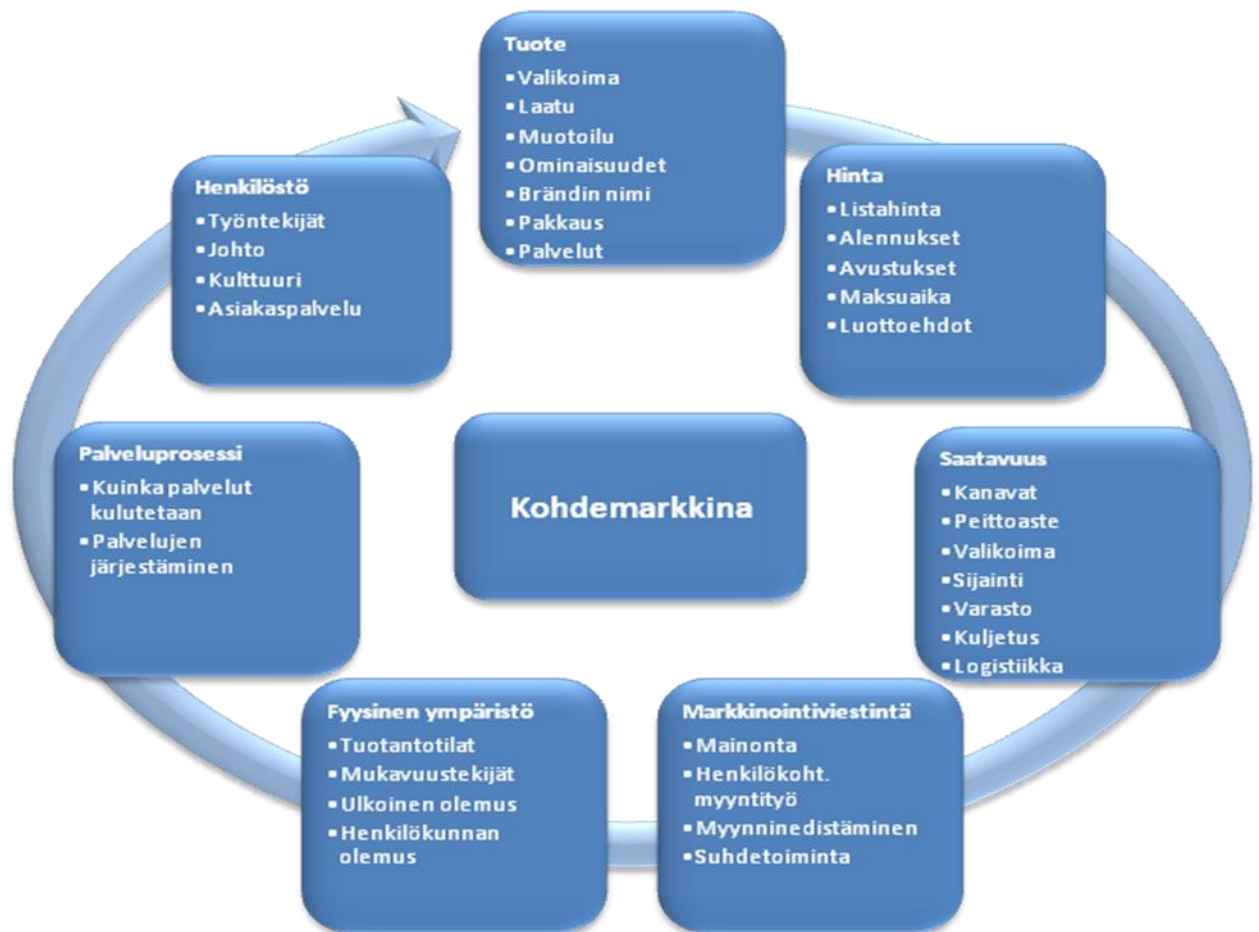 Tuote
▪ Valikoima
▪ Laatu
▪ Muotoilu
▪ Ominaisuudet
▪ Brändin nimi
▪ Pakkaus
▪ Palvelut
Hinta
▪ Listahinta
▪ Alennukset
▪ Avustukset
▪ Maksuaika
▪ Luottoehdot
Saatavuus
▪ Kanavat
▪ Peittoaste
▪ Valikoima
▪ Sijainti
▪ Varasto
▪ Kuljetus
▪ Logistiikka
Markkinointiviestintä
▪ Mainonta
▪ Henkilökoht.
myyntityö
▪ Myynninedistäminen
▪ Suhdetoiminta
Fyysinen ympäristö
▪ Tuotantotilat
▪ Mukavuustekijät
▪ Ulkoinen olemus
▪ Henkilökunnan
olemus
Palveluprosessi
▪ Kuinka palvelut
kulutetaan
▪ Palvelujen
järjestäminen
Henkilöstö
▪ Työntekijät
▪ Johto
▪ Kulttuuri
▪ Asiakaspalvelu
Kohdemarkkina